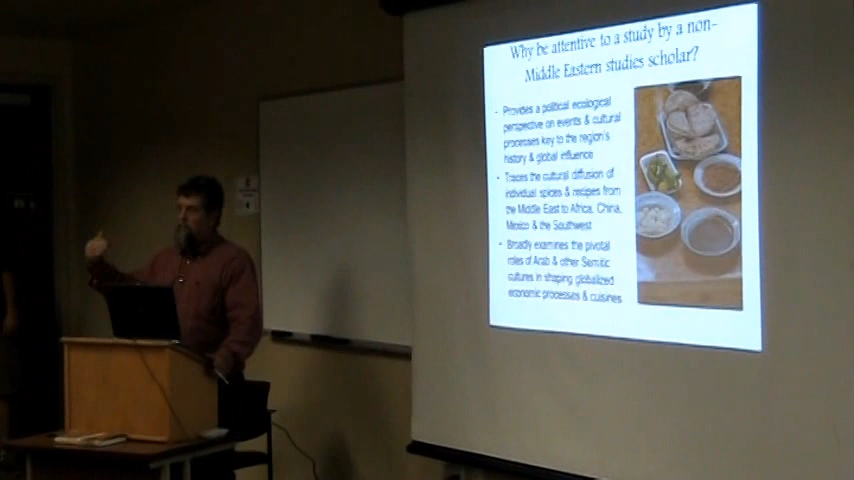 Why be attentive to a study by a non-
Middle Eastern studies scholar?
- Provides a political ecological
perspective on events & cultural
processes key to the region's
history & global influence
- Traces the cultural diffusion of
individual spices & recipes from
the Middle East to Africa, China,
Mexico & the Southwest
- Broadly examines the pivotal
roles of Arab & other Semitic
cultures in shaping globalized
economic processes & cuisines